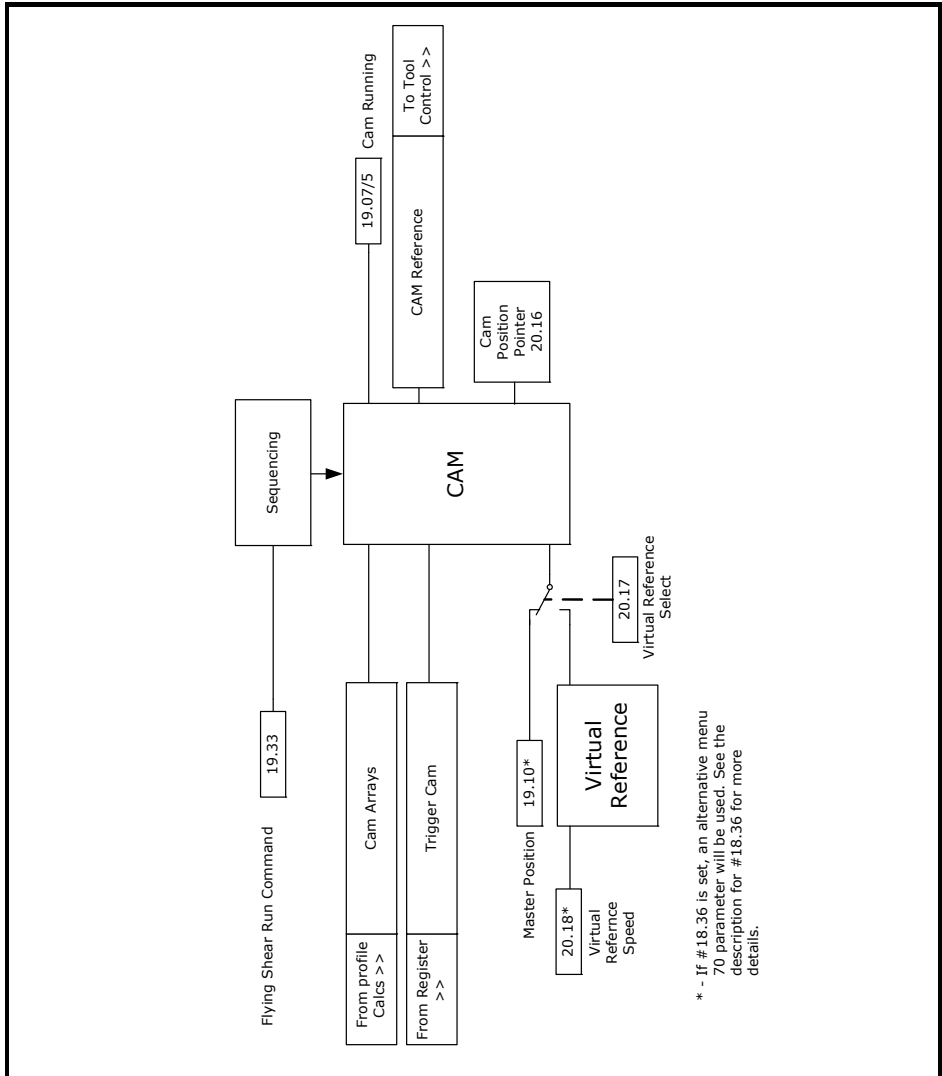 Flying Shear Run Command
19.33
Sequencing
19.07/5
Cam Running
From profile
Calcs >>
Cam Arrays
From Register
>>
Trigger Cam
CAM
CAM Reference
To Tool
Control >>
Cam
Position
Pointer
20.16
Master Position
19.10*
20.18*
Virtual
Refernce
Speed
Virtual
Reference
20.17
Virtual Reference
Select
* - If #18.36 is set, an alternative menu
70 parameter will be used. See the
description for #18.36 for more
details.